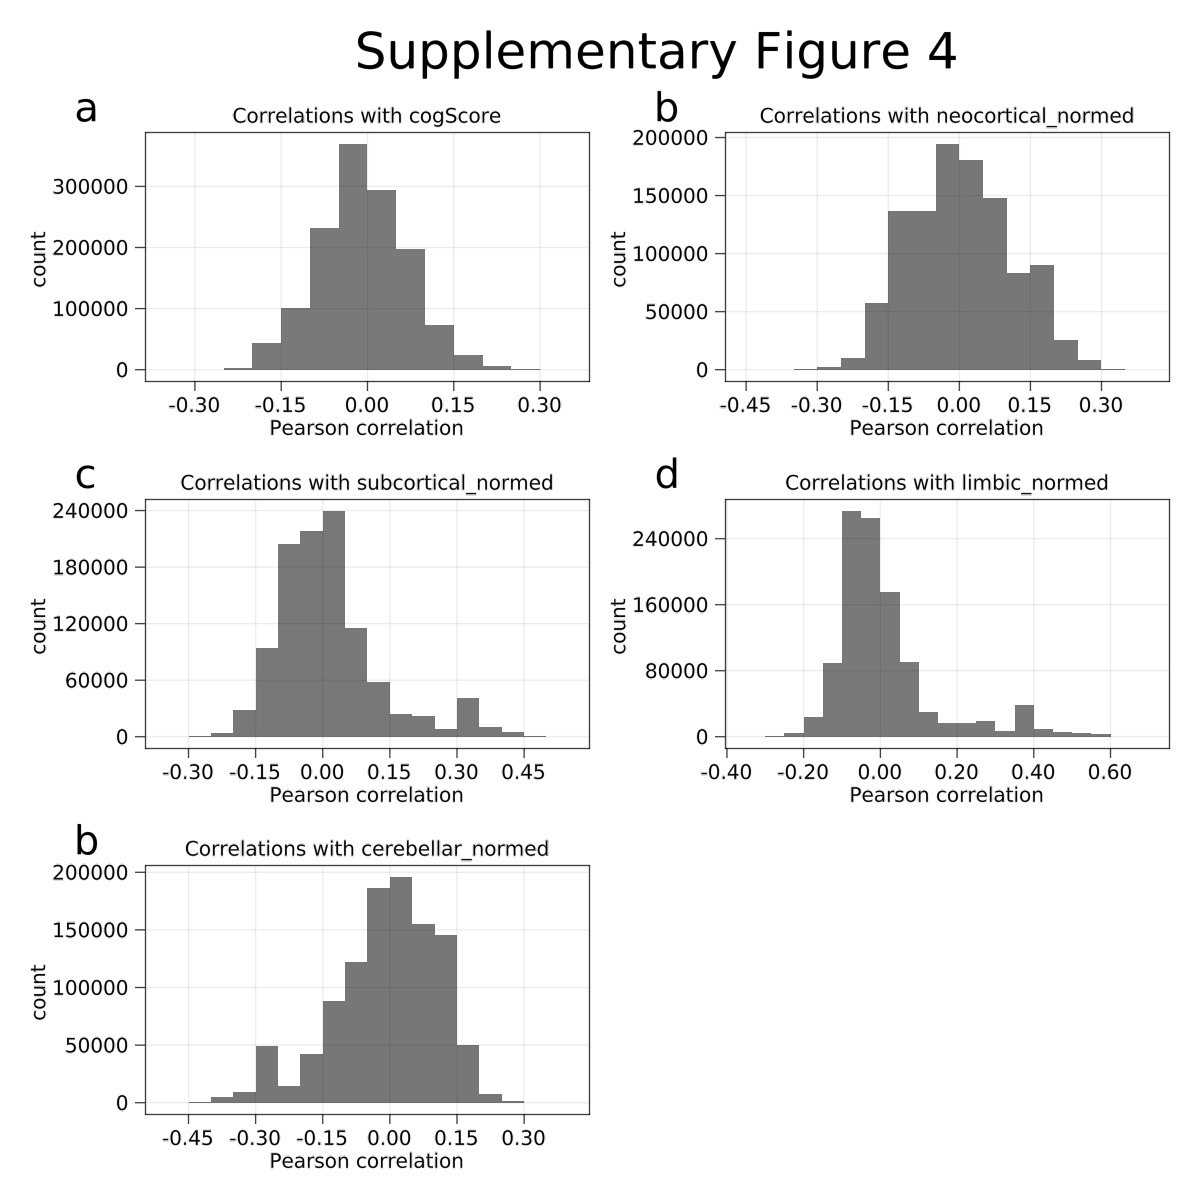 Supplementary Figure 4
a
Correlations with cogScore
300000
200000
100000
0
count
-0.30 -0.15 0.00 0.15 0.30
Pearson correlation
b
Correlations with neocortical_normed
200000
150000
100000
50000
0
count
-0.45 -0.30 -0.15 0.00 0.15 0.30
Pearson correlation
c
Correlations with subcortical_normed
240000
180000
120000
60000
0
count
-0.30 -0.15 0.00 0.15 0.30 0.45
Pearson correlation
d
Correlations with limbic_normed
240000
160000
80000
0
count
-0.40 -0.20 0.00 0.20 0.40 0.60
Pearson correlation
b
Correlations with cerebellar_normed
200000
150000
100000
50000
0
count
-0.45 -0.30 -0.15 0.00 0.15 0.30
Pearson correlation